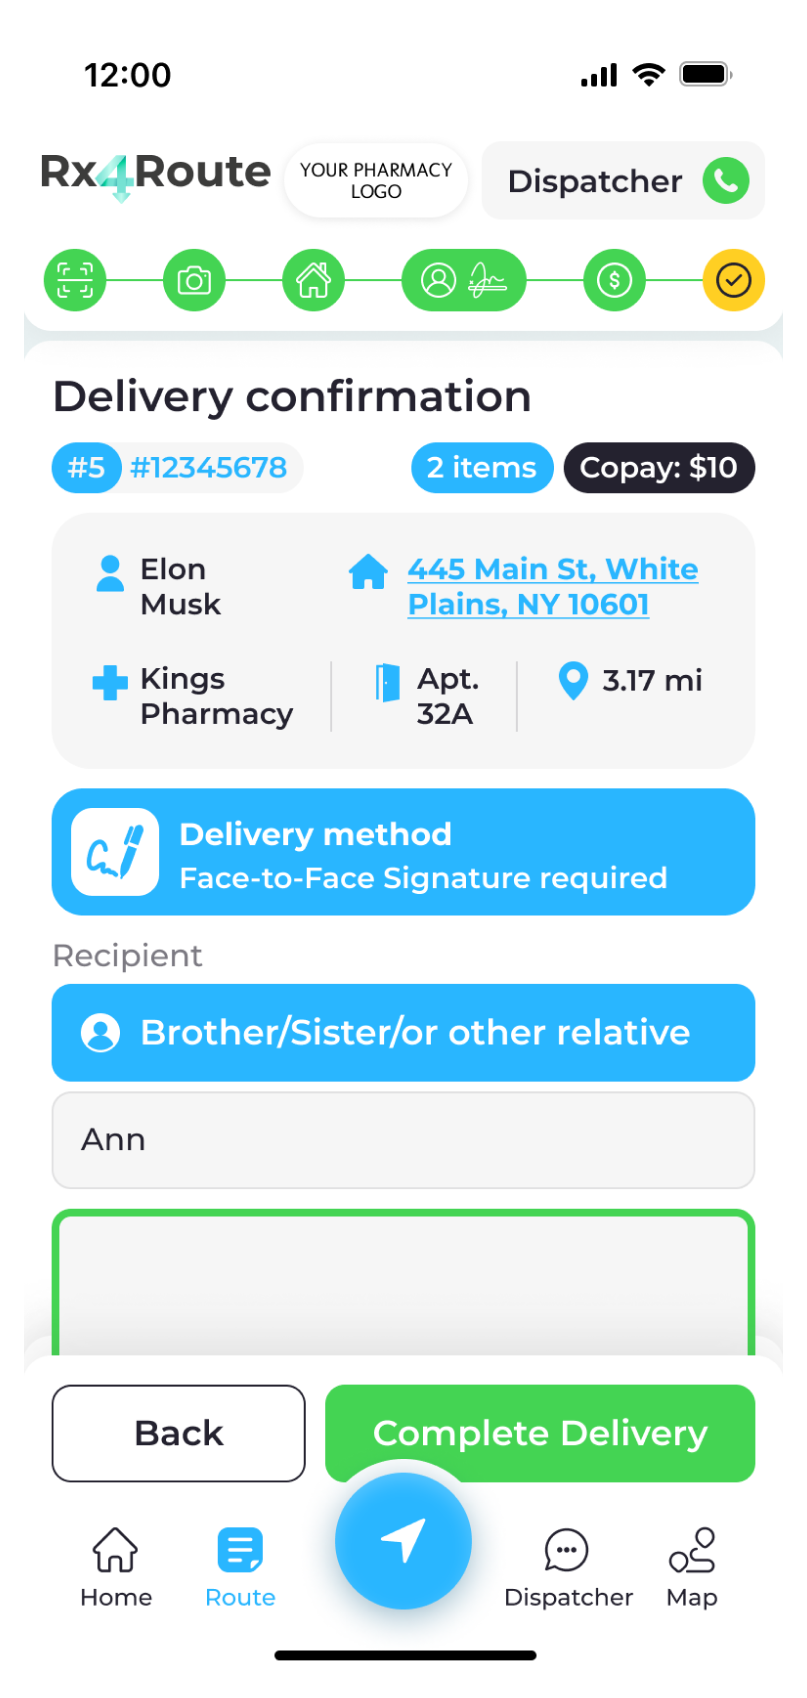 12:00
Rx4Route
YOUR PHARMACY
LOGO
Dispatcher
Delivery confirmation
#5 #12345678
2 items
Copay: $10
Elon
Musk
445 Main St, White
Plains, NY 10601
Kings
Pharmacy
Apt.
32A
3.17 mi
Delivery method
Face-to-Face Signature required
Recipient
Brother/Sister/or other relative
Ann
Back
Complete Delivery
Home
Route
Dispatcher
Map